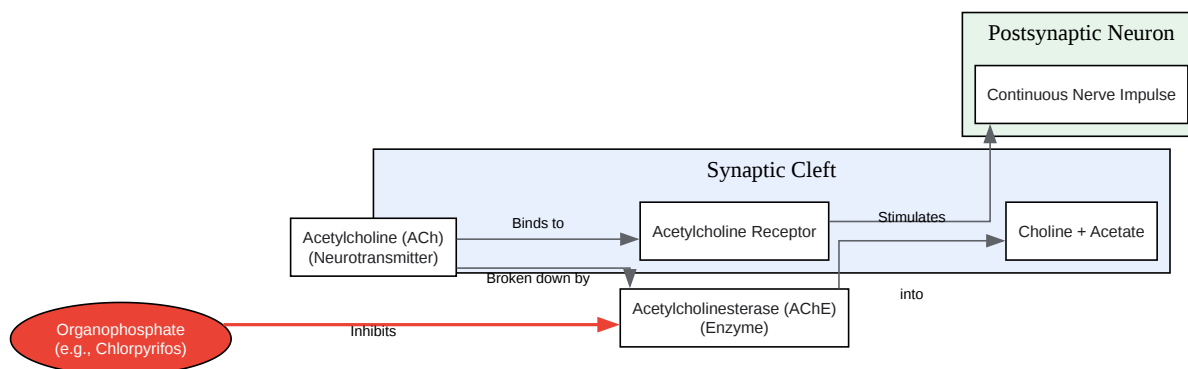 Postsynaptic Neuron
Continuous Nerve Impulse
Synaptic Cleft
Acetylcholine (ACh)
(Neurotransmitter)
Binds to
Acetylcholine Receptor
Stimulates
Choline + Acetate
Broken down by
Acetylcholinesterase (AChE)
(Enzyme)
into
Organophosphate
(e.g., Chlorpyrifos)
Inhibits